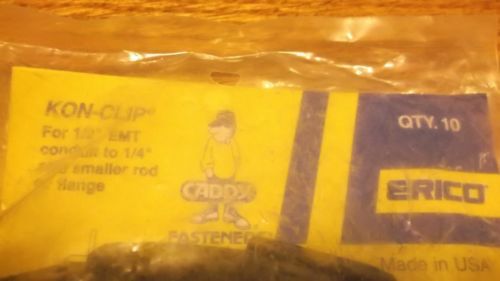 KON-CLIP®
For 1/2" EMT
conduit to 1/4"
and smaller rod
or flange
CADDY
FASTENERS
QTY. 10
ERICO
Made in USA